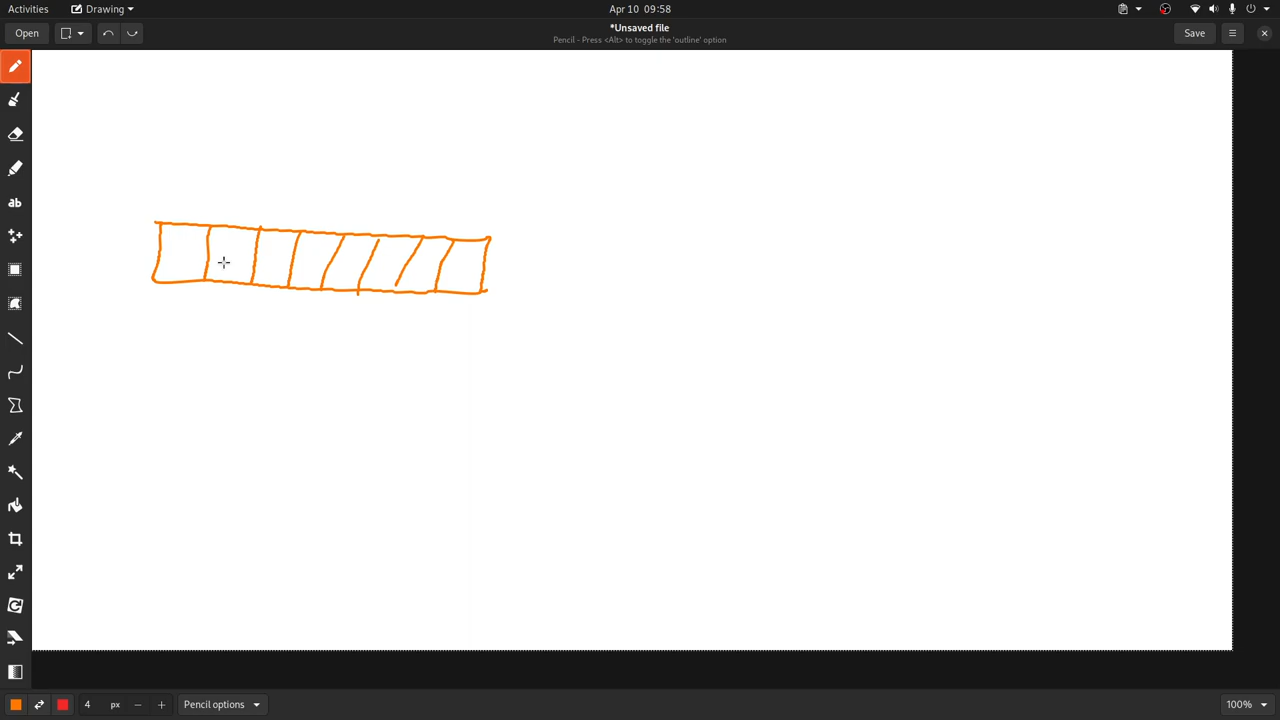 Activities
Drawing
Apr 10 09:58
Open
*Unsaved file
Pencil - Press <Alt> to toggle the 'outline' option
Save
ab
4 px
Pencil options
100%